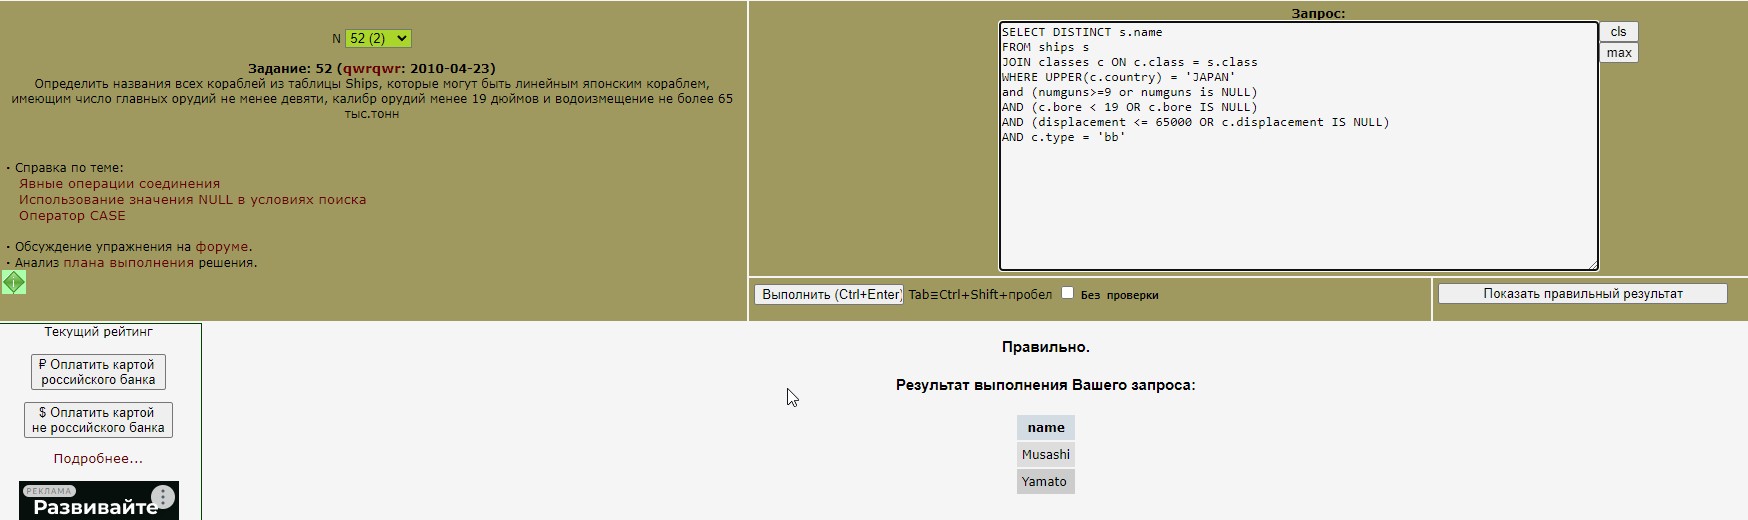 N 52 (2)
Задание: 52 (qwrqwr: 2010-04-23)
Определить названия всех кораблей из таблицы Ships, которые могут быть линейным японским кораблем,
имеющим число главных орудий не менее девяти, калибр орудий менее 19 дюймов и водоизмещение не более 65
тыс.тонн
· Справка по теме:
Явные операции соединения
Использование значения NULL в условиях поиска
Оператор CASE
· Обсуждение упражнения на форуме.
· Анализ плана выполнения решения.
Запрос:
SELECT DISTINCT s.name
FROM ships s
JOIN classes c ON c.class = s.class
WHERE UPPER(c.country) = 'JAPAN'
and (numguns>=9 or numguns is NULL)
AND (c.bore < 19 OR c.bore IS NULL)
AND (displacement <= 65000 OR c.displacement IS NULL)
AND c.type = 'bb'
cls
max
Выполнить (Ctrl+Enter) Tab≡Ctrl+Shift+пробел Без проверки
Показать правильный результат
Текущий рейтинг
₽ Оплатить картой
российского банка
$ Оплатить картой
не российского банка
Подробнее...
РЕКЛАМА
Развивайте
Правильно.
Результат выполнения Вашего запроса:
name
Musashi
Yamato